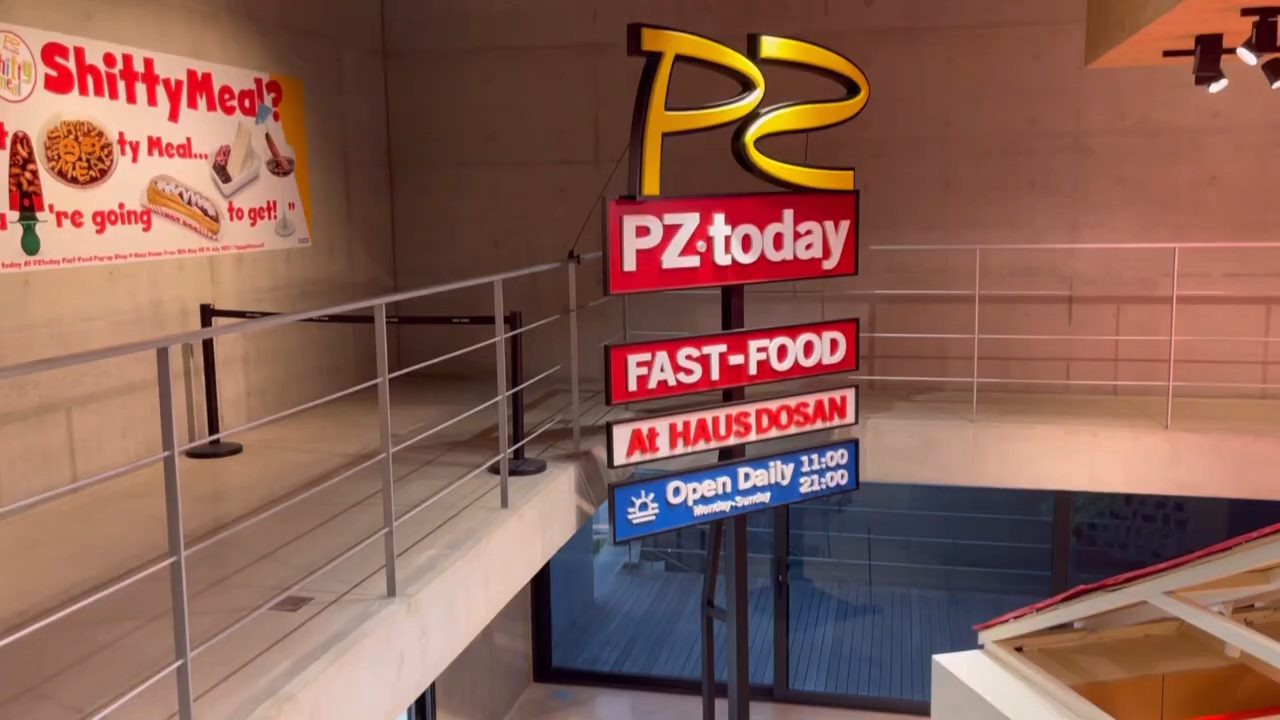 ShittyMeal?
ty Meal...
're going to get! "
PZ
PZ·today
FAST-FOOD
At HAUS DOSAN
Open Daily 11:00
Monday-Sunday 21:00